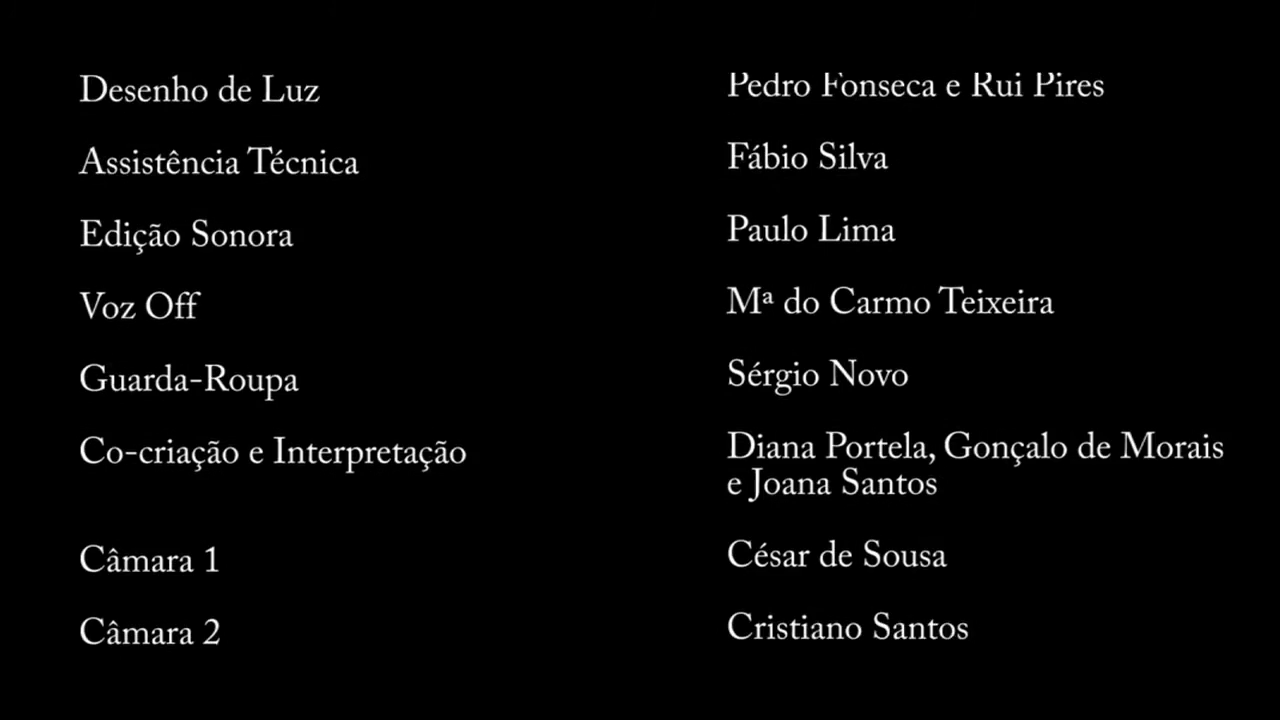 Desenho de Luz Pedro Fonseca e Rui Pires
Assistência Técnica Fábio Silva
Edição Sonora Paulo Lima
Voz Off Mª do Carmo Teixeira
Guarda-Roupa Sérgio Novo
Co-criação e Interpretação Diana Portela, Gonçalo de Morais
e Joana Santos
Câmara 1 César de Sousa
Câmara 2 Cristiano Santos